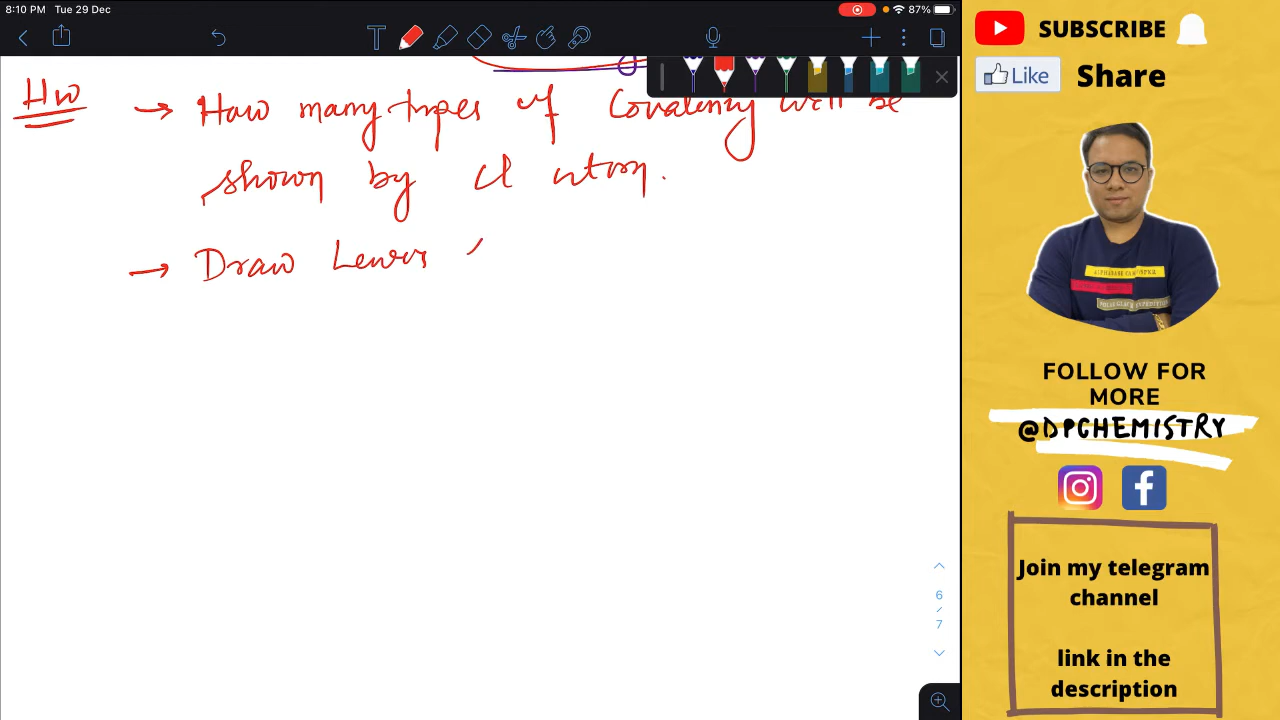 8:10 PM Tue 29 Dec
87%
Hw → How many types of Covalency will be
shown by Cl atom.
→ Draw Lewis
6
/
7
SUBSCRIBE
Like Share
FOLLOW FOR
MORE
@DPCHEMISTRY
Join my telegram
channel
link in the
description